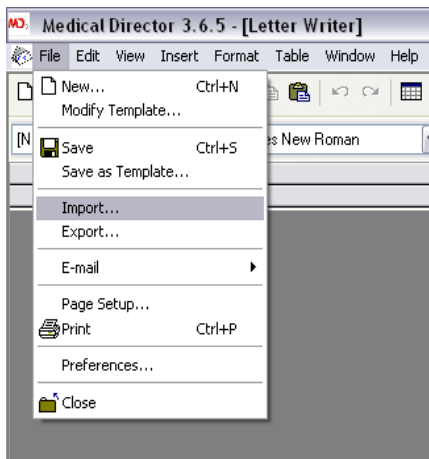 MD. Medical Director 3.6.5 - [Letter Writer]
File Edit View Insert Format Table Window Help
New... Ctrl+N
Modify Template...
Save Ctrl+S
Save as Template...
Import...
Export...
E-mail
Page Setup...
Print Ctrl+P
Preferences...
Close
[N
es New Roman